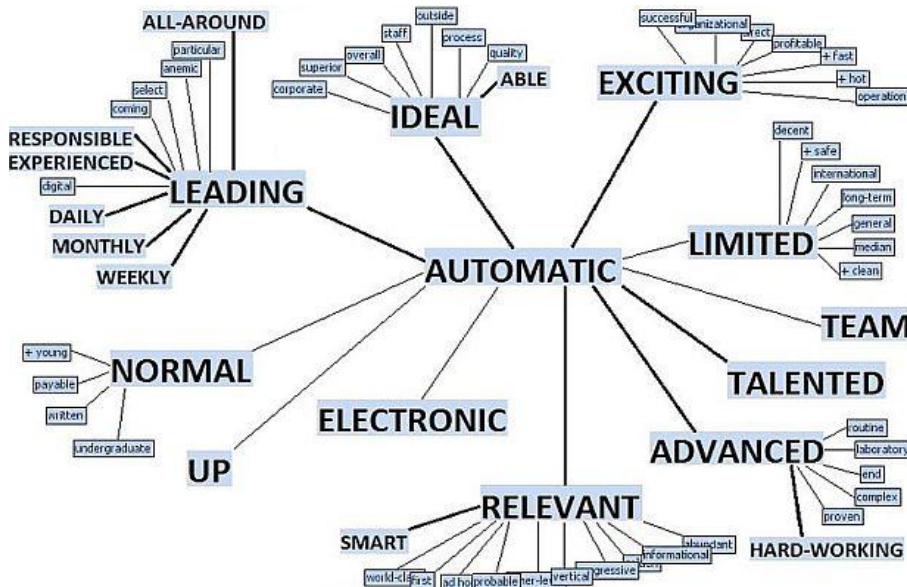 ALL-AROUND
particular
anemic
select
coming
RESPONSIBLE
EXPERIENCED
digital
LEADING
DAILY
MONTHLY
WEEKLY
outside
staff
process
overall
quality
superior
corporate
ABLE
IDEAL
successful
profitable
+ fast
+ hot
operation
EXCITING
decent
+ safe
international
long-term
general
median
+ clean
LIMITED
AUTOMATIC
TEAM
TALENTED
+ young
payable
written
undergraduate
NORMAL
UP
ELECTRONIC
routine
laboratory
end
complex
proven
ADVANCED
HARD-WORKING
RELEVANT
SMART
first
probable
vertical
informational